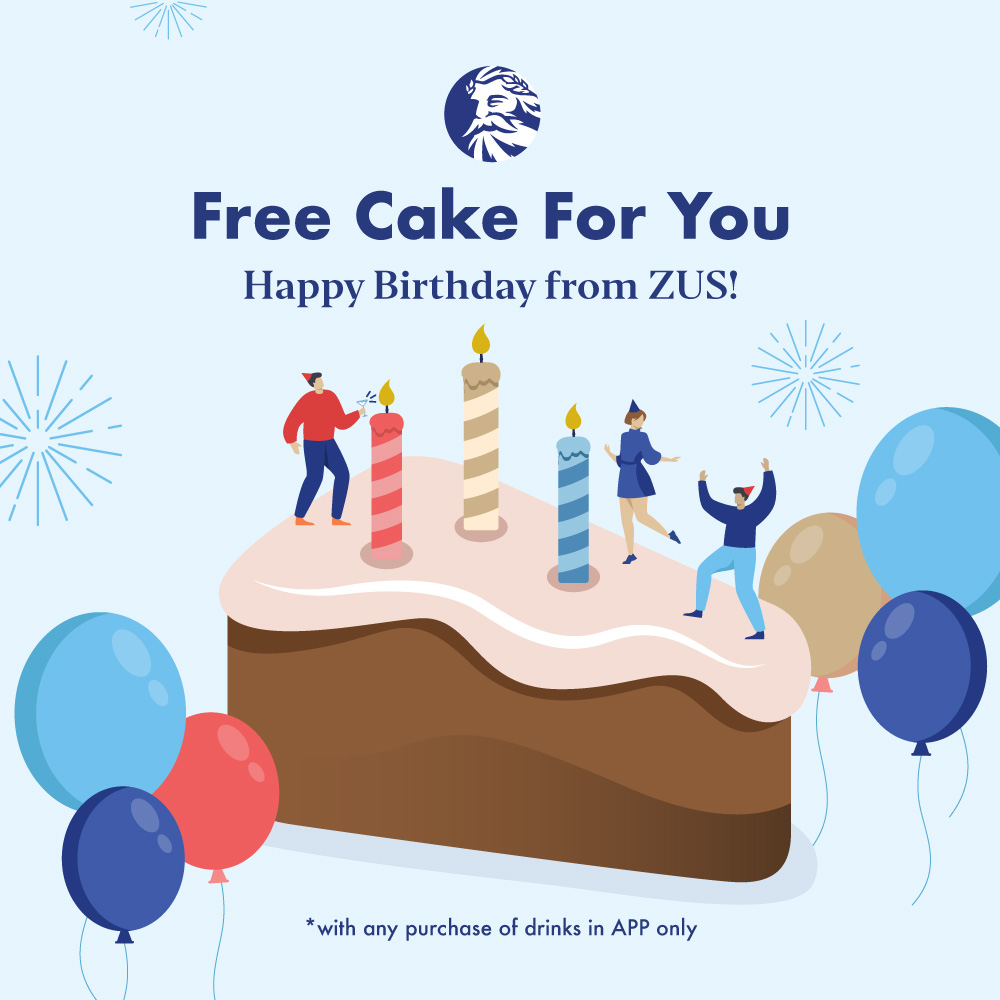 Free Cake For You
Happy Birthday from ZUS!
*with any purchase of drinks in APP only